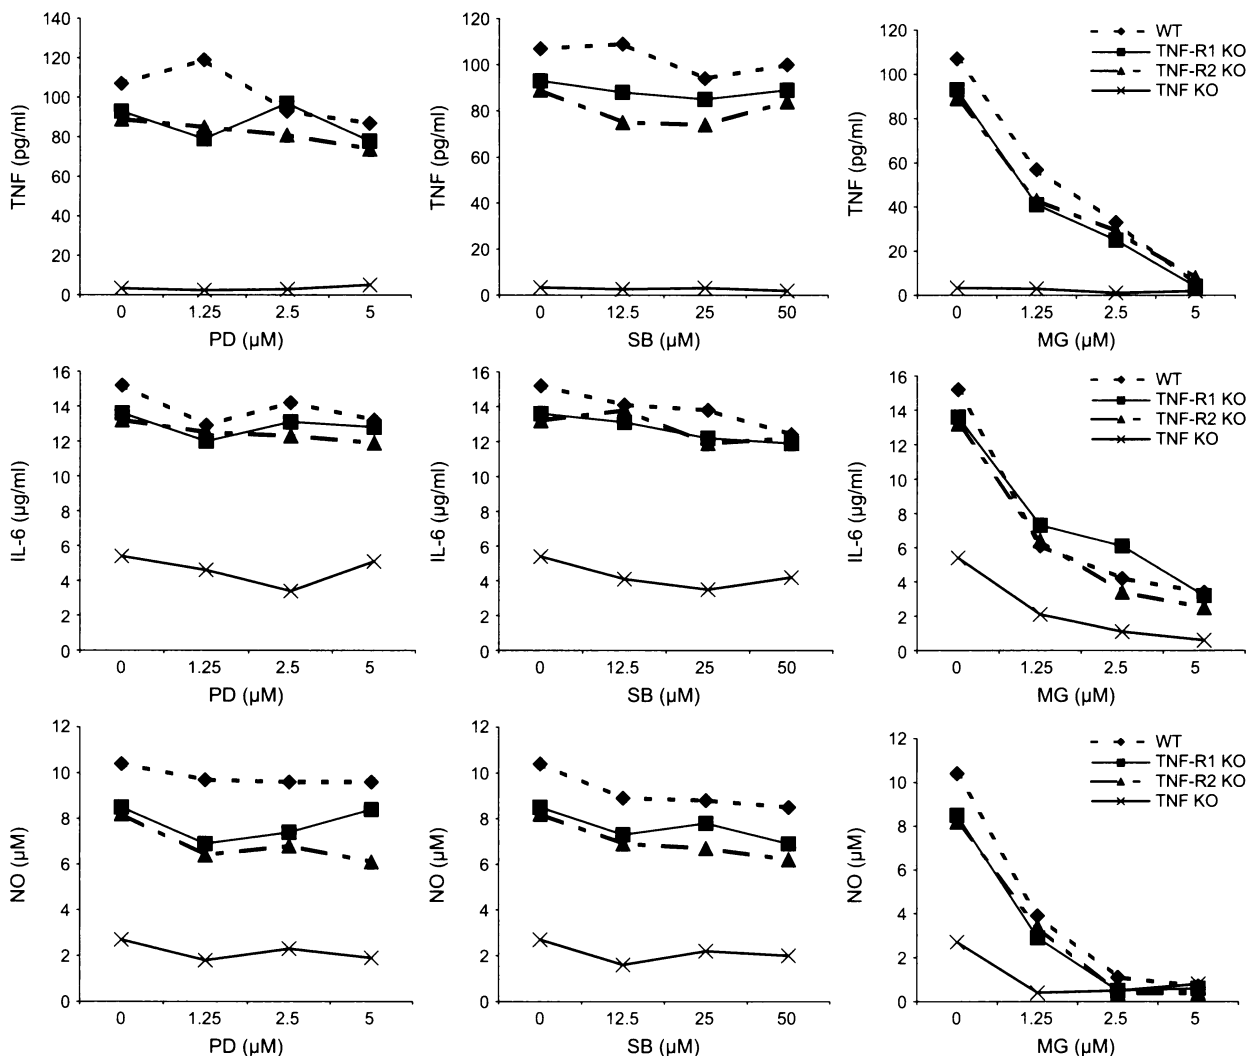 140
120
100
80
60
40
20
0
TNF (pg/ml)
0 1.25 2.5 5
PD (µM)
120
100
80
60
40
20
0
TNF (pg/ml)
0 12.5 25 50
SB (µM)
120
100
80
60
40
20
0
TNF (pg/ml)
0 1.25 2.5 5
MG (µM)
WT
TNF-R1 KO
TNF-R2 KO
TNF KO
16
14
12
10
8
6
4
2
0
IL-6 (µg/ml)
0 1.25 2.5 5
PD (µM)
16
14
12
10
8
6
4
2
0
IL-6 (µg/ml)
0 12.5 25 50
SB (µM)
16
14
12
10
8
6
4
2
0
IL-6 (µg/ml)
0 1.25 2.5 5
MG (µM)
WT
TNF-R1 KO
TNF-R2 KO
TNF KO
12
10
8
6
4
2
0
NO (µM)
0 1.25 2.5 5
PD (µM)
12
10
8
6
4
2
0
NO (µM)
0 12.5 25 50
SB (µM)
12
10
8
6
4
2
0
NO (µM)
0 1.25 2.5 5
MG (µM)
WT
TNF-R1 KO
TNF-R2 KO
TNF KO